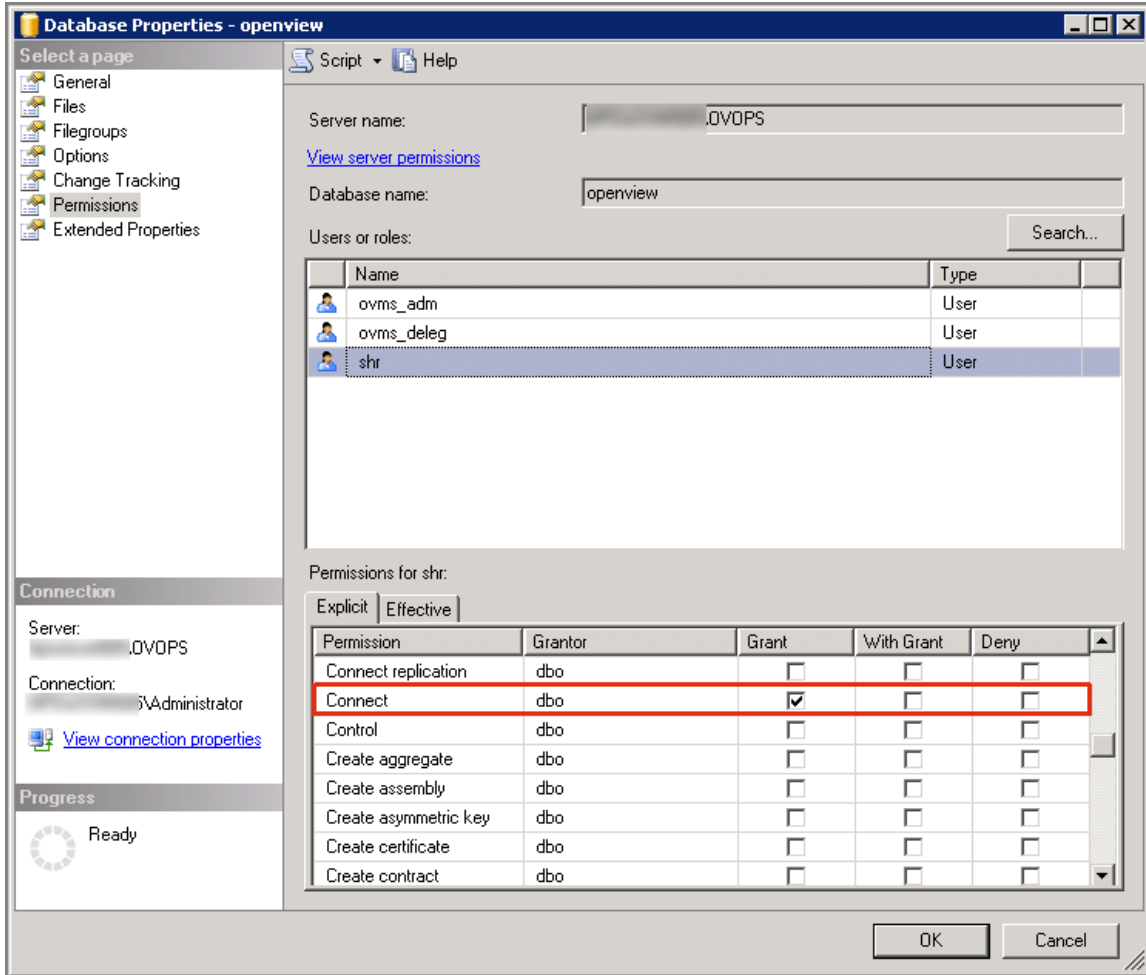 Database Properties - openview
Select a page
General
Files
Filegroups
Options
Change Tracking
Permissions
Extended Properties
Script Help
Server name: \OVOPS
View server permissions
Database name: openview
Users or roles: Search...
Name Type
ovms_adm User
ovms_deleg User
shr User
Permissions for shr:
Explicit Effective
Permission Grantor Grant With Grant Deny
Connect replication dbo
Connect dbo
Control dbo
Create aggregate dbo
Create assembly dbo
Create asymmetric key dbo
Create certificate dbo
Create contract dbo
Connection
Server:
\OVOPS
Connection:
\Administrator
View connection properties
Progress
Ready
OK Cancel